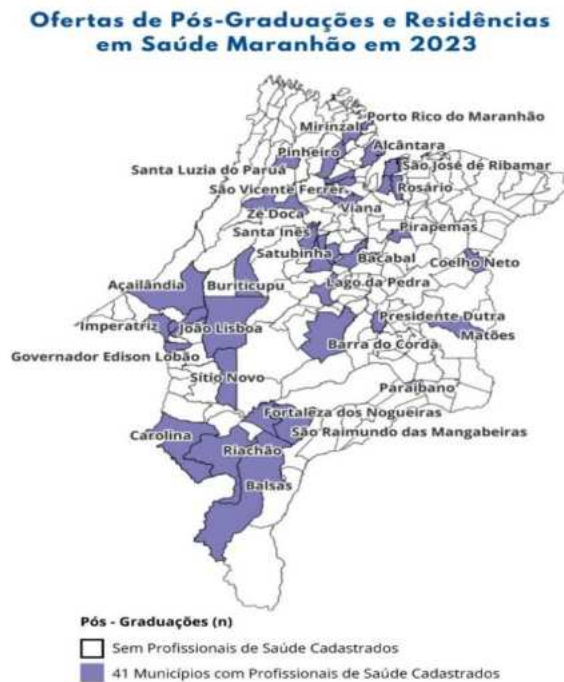 Ofertas de Pós-Graduações e Residências
em Saúde Maranhão em 2023
Porto Rico do Maranhão
Mirinzal
Alcântara
Pinheiro
São José de Ribamar
Santa Luzia do Paruá
São Vicente Ferrer
Rosário
Viana
Zé Doca
Pirapemas
Santa Inês
Satubinha
Bacabal
Coelho Neto
Açailândia
Buriticupu
Lago da Pedra
Presidente Dutra
Imperatriz
João Lisboa
Matões
Barra do Corda
Governador Edison Lobão
Sítio Novo
Paraibano
Fortaleza dos Nogueiras
Carolina
São Raimundo das Mangabeiras
Riachão
Balsas
Pós - Graduações (n)
Sem Profissionais de Saúde Cadastrados
41 Municípios com Profissionais de Saúde Cadastrados